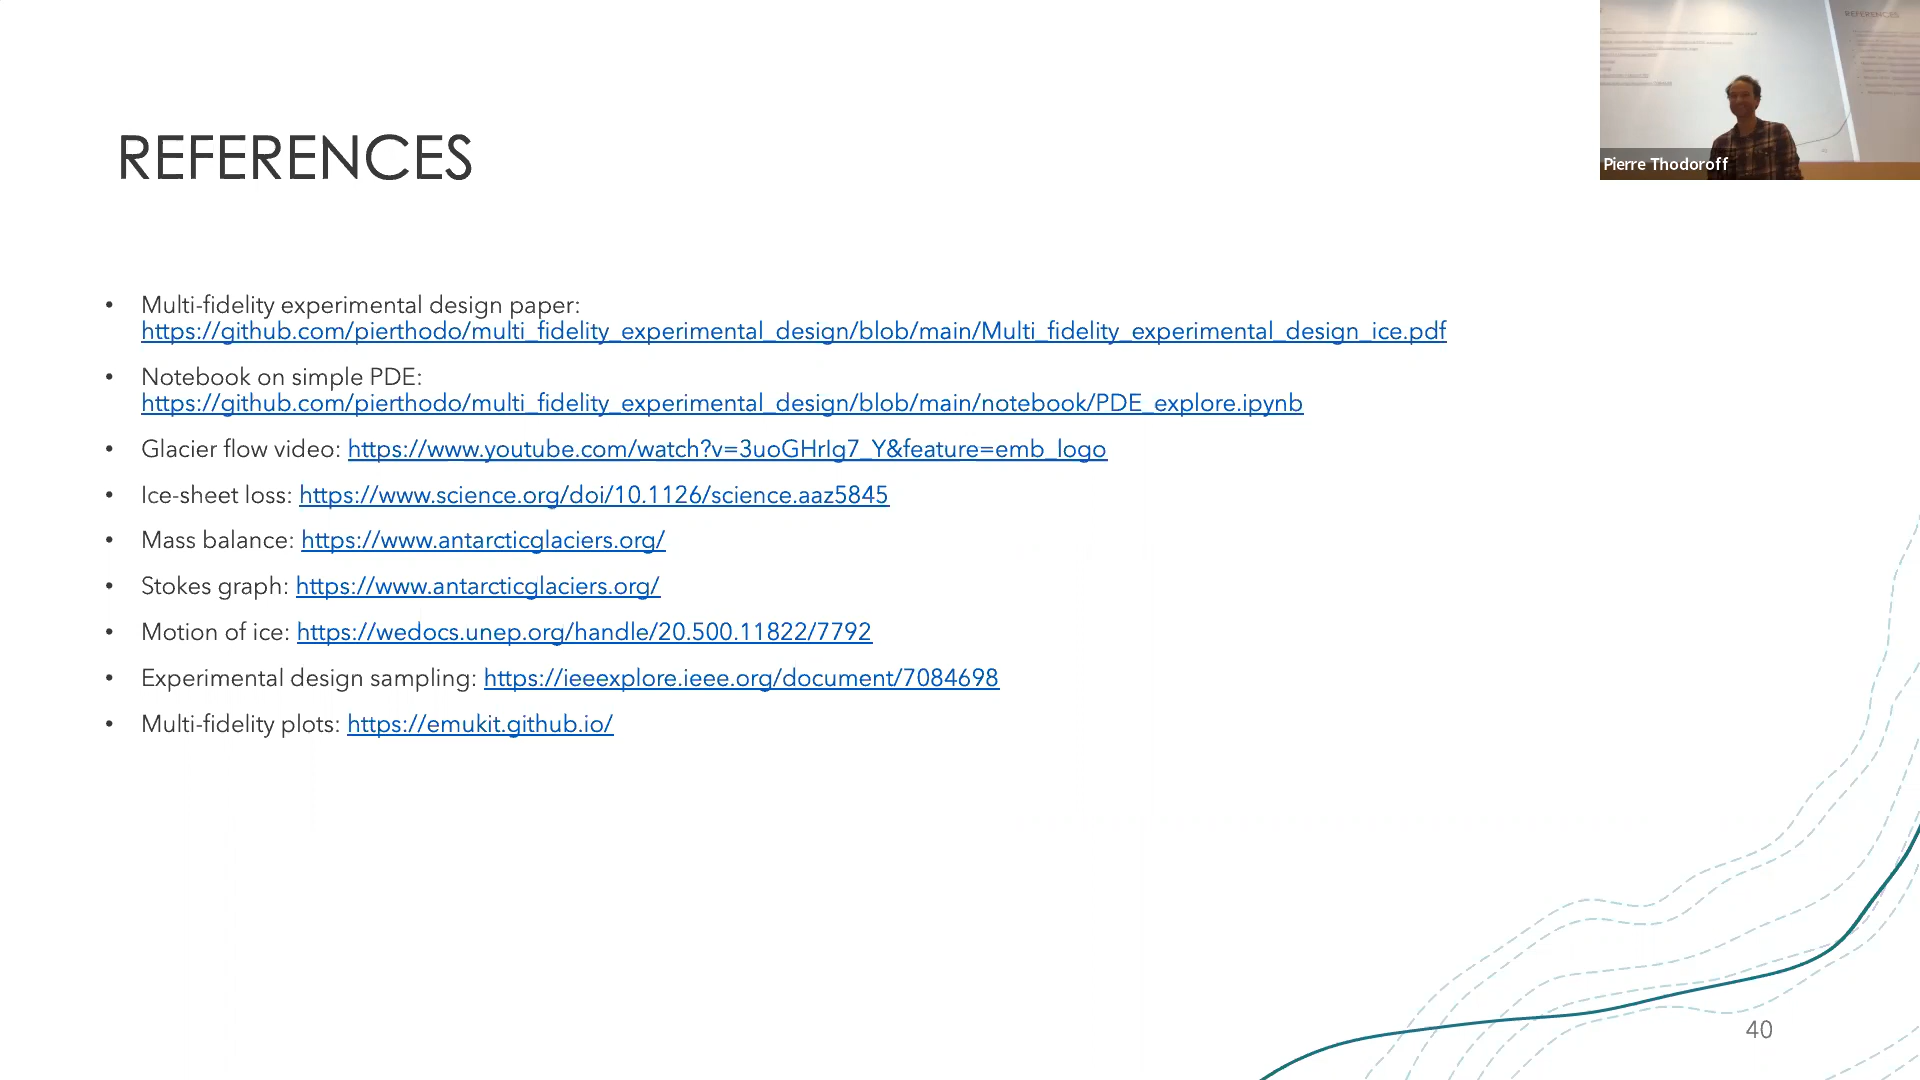 REFERENCES
Pierre Thodoroff
• Multi-fidelity experimental design paper:
https://github.com/pierthodo/multi_fidelity_experimental_design/blob/main/Multi_fidelity_experimental_design_ice.pdf
• Notebook on simple PDE:
https://github.com/pierthodo/multi_fidelity_experimental_design/blob/main/notebook/PDE_explore.ipynb
• Glacier flow video: https://www.youtube.com/watch?v=3uoGHrIg7_Y&feature=emb_logo
• Ice-sheet loss: https://www.science.org/doi/10.1126/science.aaz5845
• Mass balance: https://www.antarcticglaciers.org/
• Stokes graph: https://www.antarcticglaciers.org/
• Motion of ice: https://wedocs.unep.org/handle/20.500.11822/7792
• Experimental design sampling: https://ieeexplore.ieee.org/document/7084698
• Multi-fidelity plots: https://emukit.github.io/
40